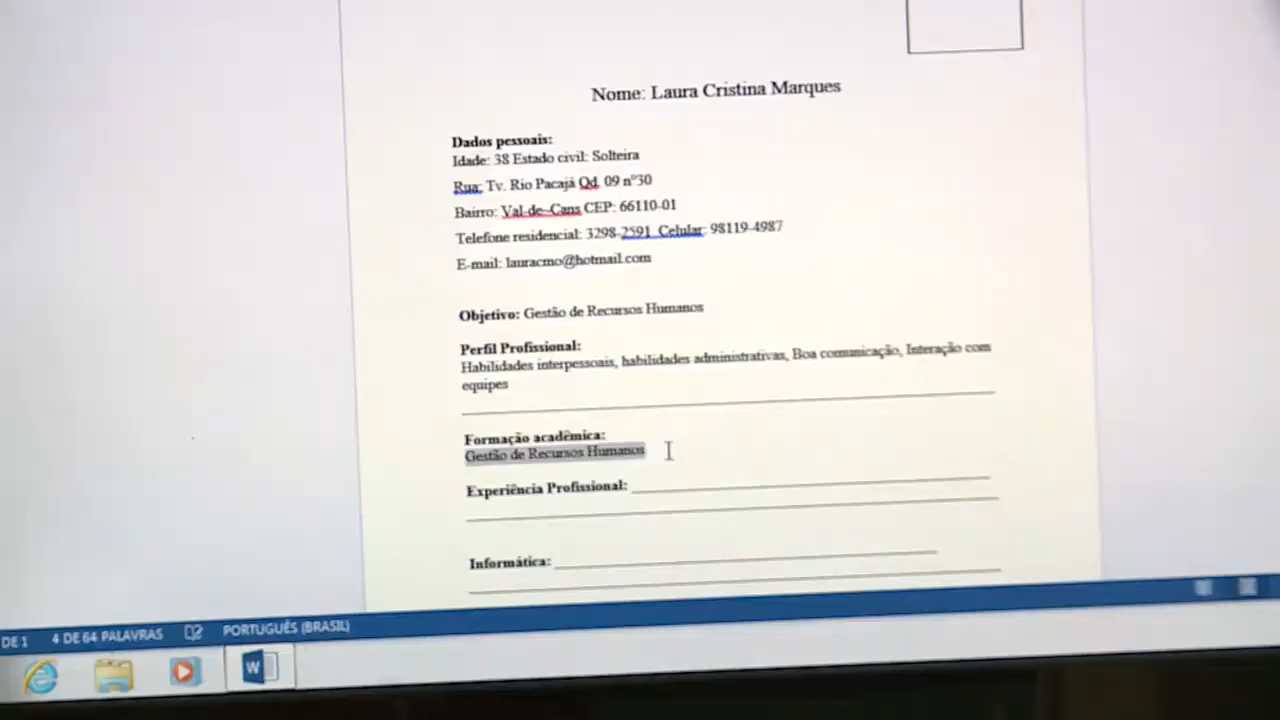 Nome: Laura Cristina Marques
Dados pessoais:
Idade: 38 Estado civil: Solteira
Rua: Tv. Rio Pacajá Qd. 09 nº30
Bairro: Val-de-Cans CEP: 66110-01
Telefone residencial: 3298-2591 Celular: 98119-4987
E-mail: lauracmo@hotmail.com
Objetivo: Gestão de Recursos Humanos
Perfil Profissional:
Habilidades interpessoais, habilidades administrativas, Boa comunicação, Interação com
equipes
Formação acadêmica:
Gestão de Recursos Humanos
Experiência Profissional:
Informática:
DE 1 4 DE 64 PALAVRAS PORTUGUÊS (BRASIL)
W